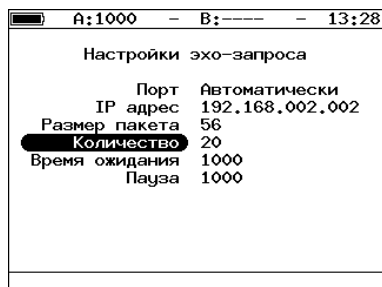 A:1000 – B:---- – 13:28
Настройки эхо-запроса
Порт Автоматически
IP адрес 192.168.002.002
Размер пакета 56
Количество 20
Время ожидания 1000
Пауза 1000